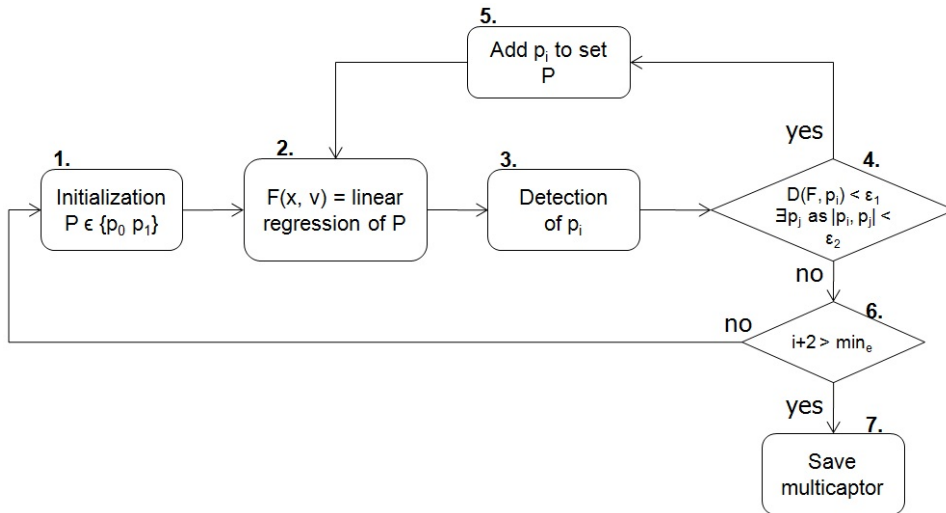 5.
Add pᵢ to set
P
yes
1.
Initialization
P ϵ {p₀ p₁}
2.
F(x, v) = linear
regression of P
3.
Detection
of pᵢ
4.
D(F, pᵢ) < ε₁
∃pⱼ as |pᵢ, pⱼ| <
ε₂
no
6.
no
i+2 > minₑ
yes
7.
Save
multicaptor